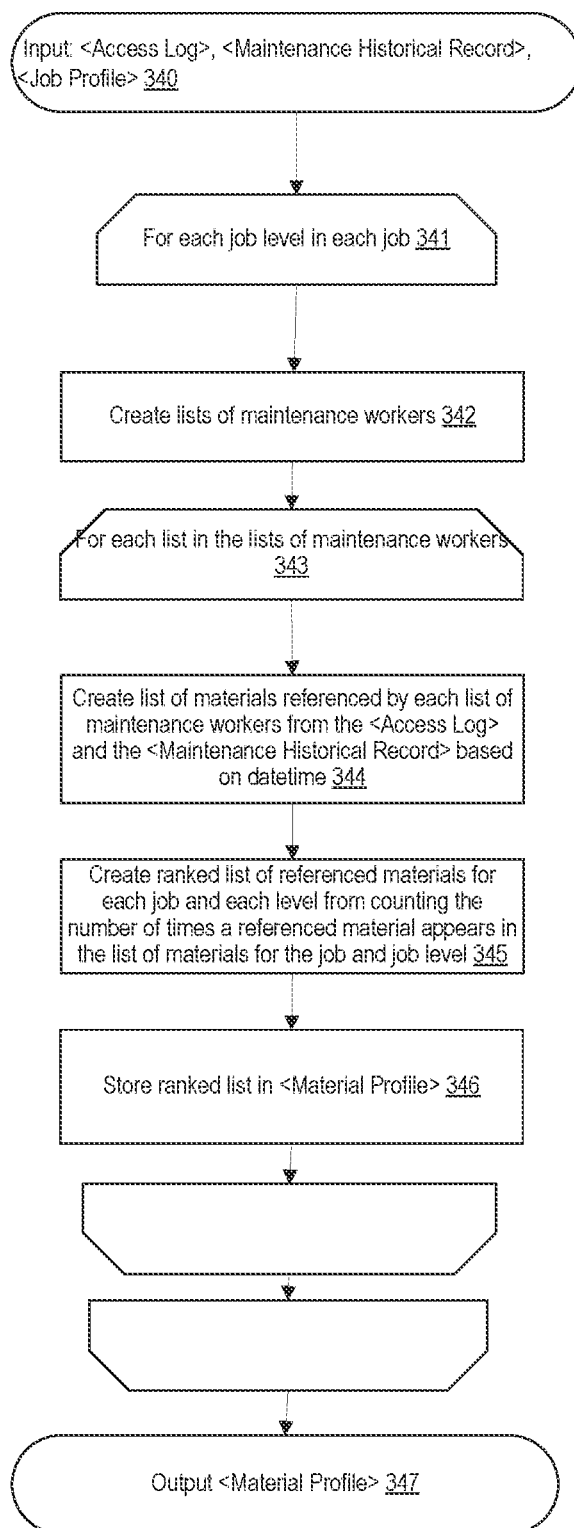 Input: <Access Log>, <Maintenance Historical Record>,
<Job Profile> 340
For each job level in each job 341
Create lists of maintenance workers 342
For each list in the lists of maintenance workers
343
Create list of materials referenced by each list of
maintenance workers from the <Access Log>
and the <Maintenance Historical Record> based
on datetime 344
Create ranked list of referenced materials for
each job and each level from counting the
number of times a referenced material appears in
the list of materials for the job and job level 345
Store ranked list in <Material Profile> 346
Output <Material Profile> 347